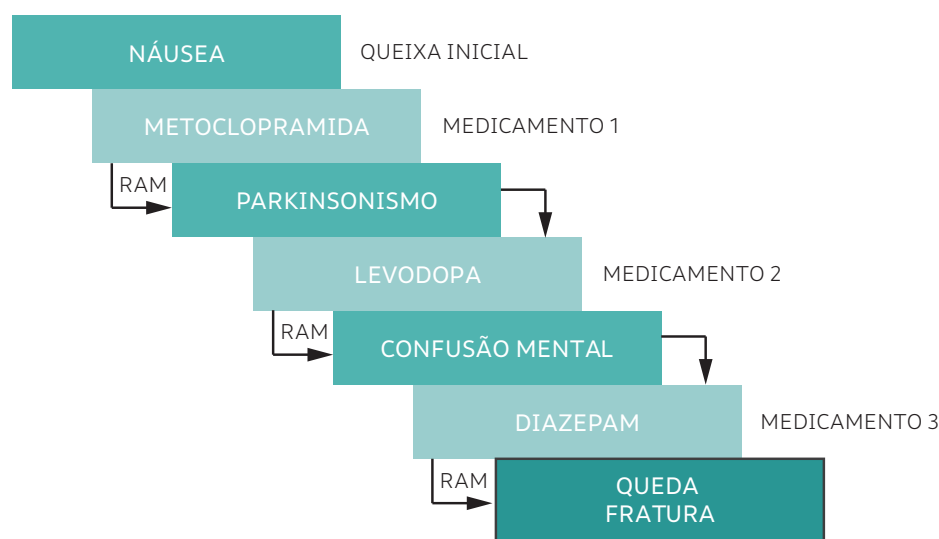 NÁUSEA
QUEIXA INICIAL
METOCLOPRAMIDA
MEDICAMENTO 1
RAM
PARKINSONISMO
LEVODOPA
MEDICAMENTO 2
RAM
CONFUSÃO MENTAL
DIAZEPAM
MEDICAMENTO 3
RAM
QUEDA
FRATURA